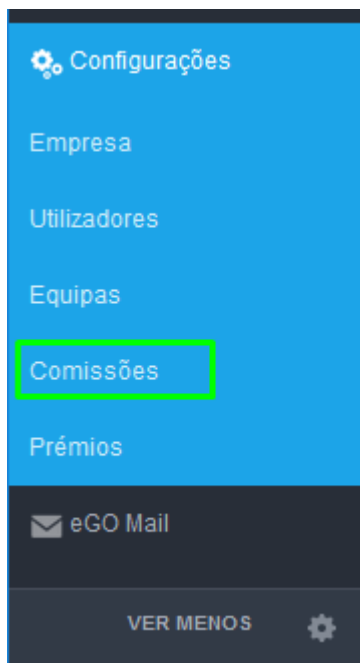 Configurações
Empresa
Utilizadores
Equipas
Comissões
Prémios
eGO Mail
VER MENOS